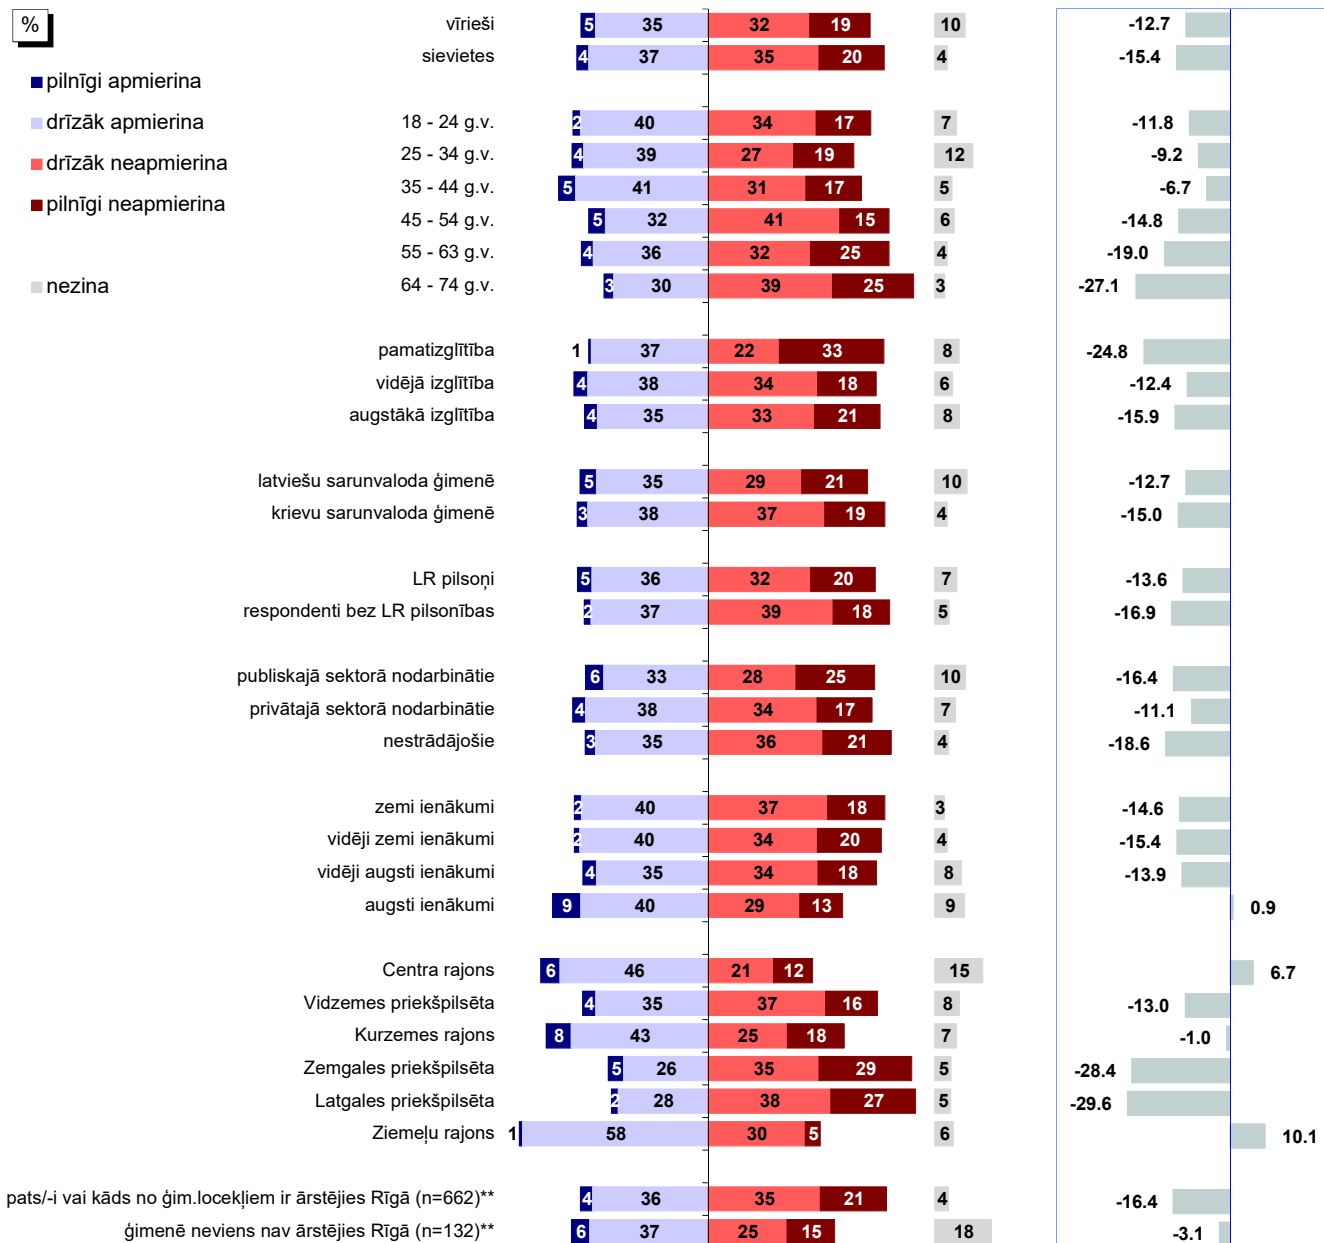 %
pilnīgi apmierina
drīzāk apmierina
drīzāk neapmierina
pilnīgi neapmierina
nezina
vīrieši 5 35 32 19 10 -12.7
sievietes 4 37 35 20 4 -15.4
18 - 24 g.v. 2 40 34 17 7 -11.8
25 - 34 g.v. 4 39 27 19 12 -9.2
35 - 44 g.v. 5 41 31 17 5 -6.7
45 - 54 g.v. 5 32 41 15 6 -14.8
55 - 63 g.v. 4 36 32 25 4 -19.0
64 - 74 g.v. 3 30 39 25 3 -27.1
pamatizglītība 1 37 22 33 8 -24.8
vidējā izglītība 4 38 34 18 6 -12.4
augstākā izglītība 4 35 33 21 8 -15.9
latviešu sarunvaloda ģimenē 5 35 29 21 10 -12.7
krievu sarunvaloda ģimenē 3 38 37 19 4 -15.0
LR pilsoņi 5 36 32 20 7 -13.6
respondenti bez LR pilsonības 2 37 39 18 5 -16.9
publiskajā sektorā nodarbinātie 6 33 28 25 10 -16.4
privātajā sektorā nodarbinātie 4 38 34 17 7 -11.1
nestrādājošie 3 35 36 21 4 -18.6
zemi ienākumi 2 40 37 18 3 -14.6
vidēji zemi ienākumi 2 40 34 20 4 -15.4
vidēji augsti ienākumi 4 35 34 18 8 -13.9
augsti ienākumi 9 40 29 13 9 0.9
Centra rajons 6 46 21 12 15 6.7
Vidzemes priekšpilsēta 4 35 37 16 8 -13.0
Kurzemes rajons 8 43 25 18 7 -1.0
Zemgales priekšpilsēta 5 26 35 29 5 -28.4
Latgales priekšpilsēta 2 28 38 27 5 -29.6
Ziemeļu rajons 1 58 30 5 6 10.1
pats/-i vai kāds no ģim.locekļiem ir ārstējies Rīgā (n=662)** 4 36 35 21 4 -16.4
ģimenē neviens nav ārstējies Rīgā (n=132)** 6 37 25 15 18 -3.1